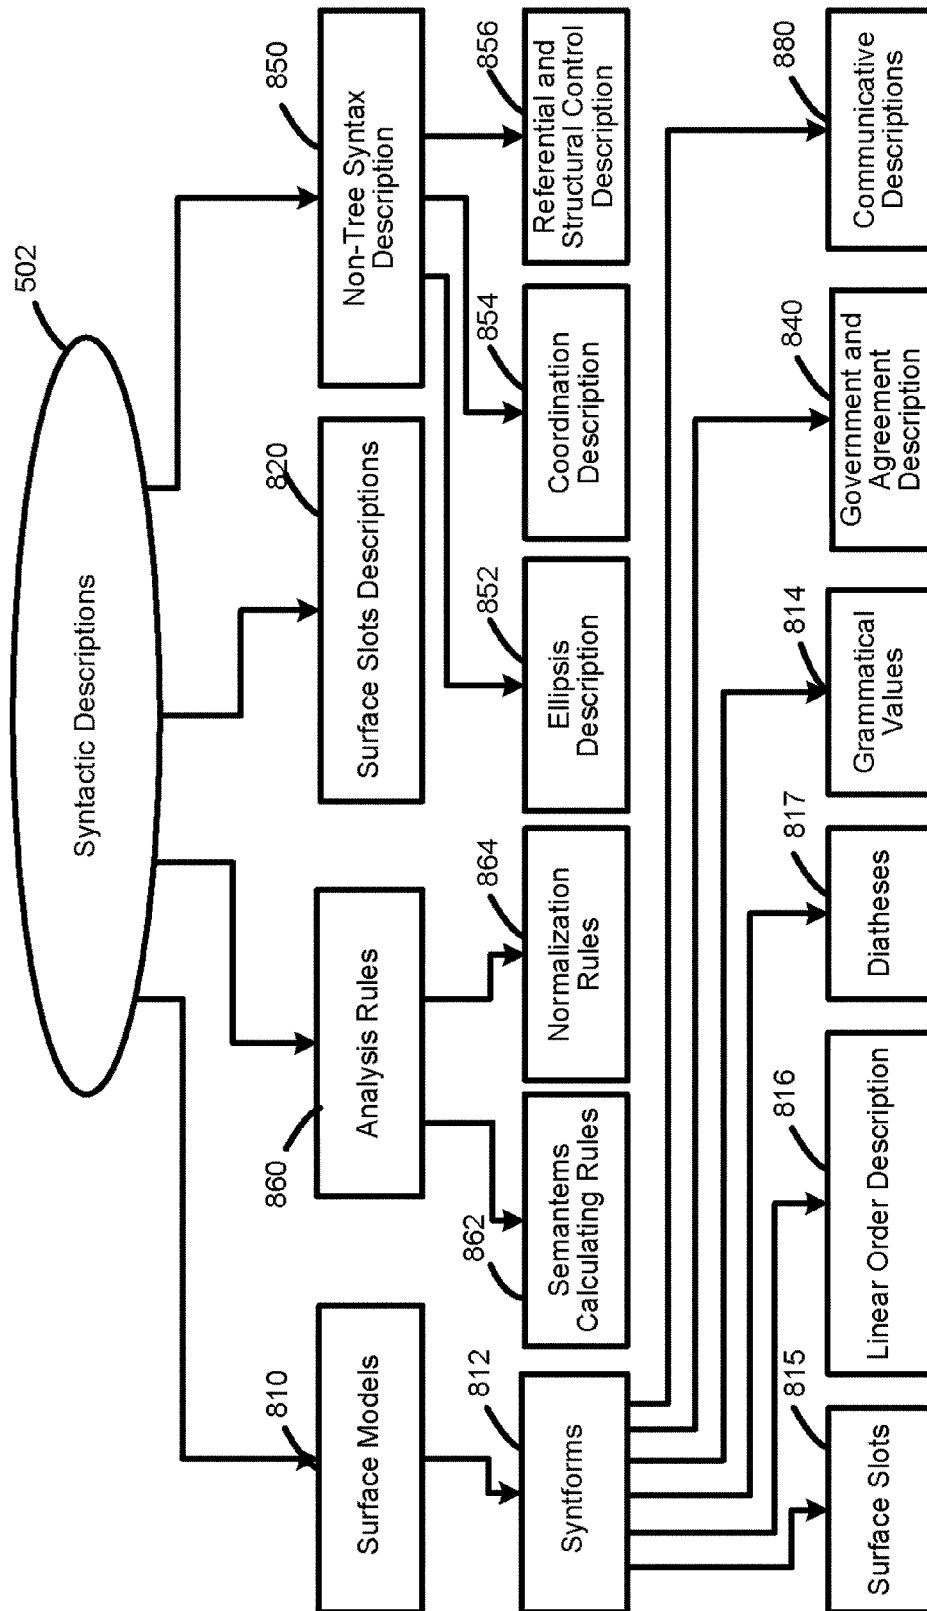 502
Syntactic Descriptions
810
Surface Models
860
Analysis Rules
820
Surface Slots Descriptions
850
Non-Tree Syntax
Description
812
Syntforms
862
Semantems
Calculating Rules
864
Normalization
Rules
852
Ellipsis
Description
854
Coordination
Description
856
Referential and
Structural Control
Description
815
Surface Slots
816
Linear Order Description
817
Diatheses
814
Grammatical
Values
840
Government and
Agreement
Description
880
Communicative
Descriptions